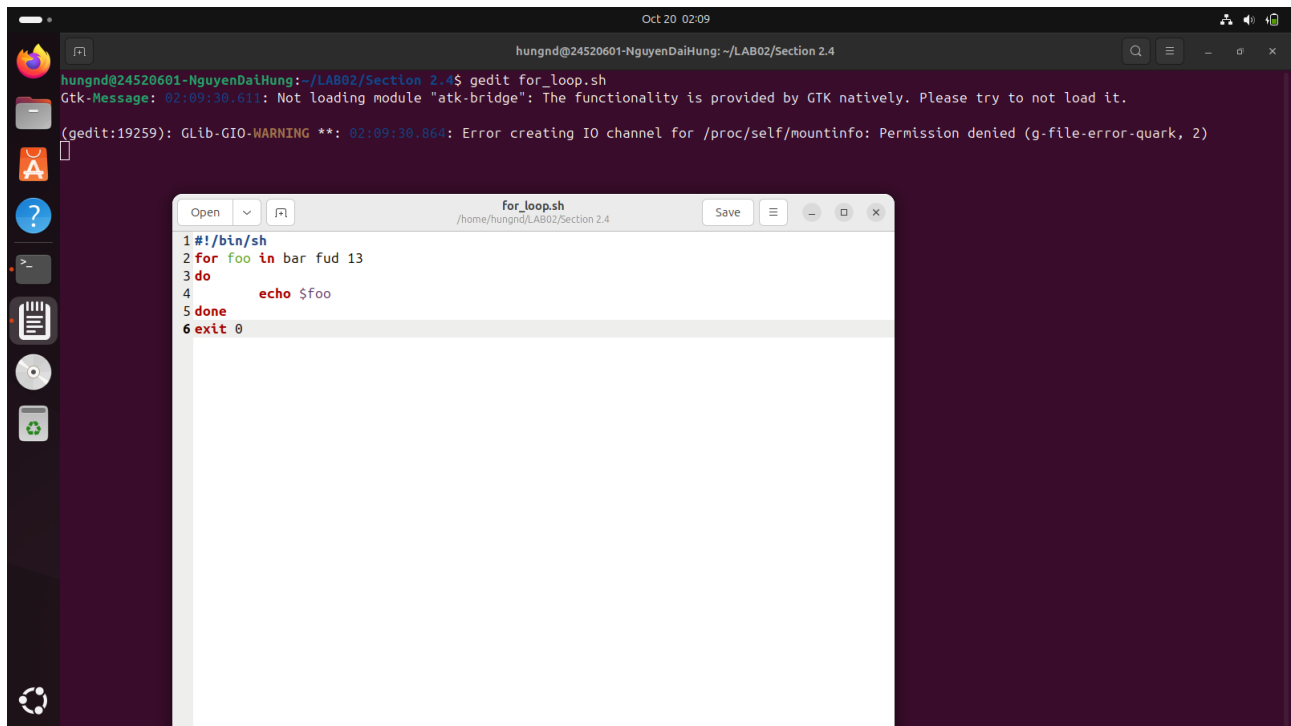 Oct 20 02:09
hungnd@24520601-NguyenDaiHung: ~/LAB02/Section 2.4
hungnd@24520601-NguyenDaiHung:~/LAB02/Section 2.4$ gedit for_loop.sh
Gtk-Message: 02:09:30.611: Not loading module "atk-bridge": The functionality is provided by GTK natively. Please try to not load it.
(gedit:19259): GLib-GIO-WARNING **: 02:09:30.864: Error creating IO channel for /proc/self/mountinfo: Permission denied (g-file-error-quark, 2)
Open
for_loop.sh
/home/hungnd/LAB02/Section 2.4
Save
1 #!/bin/sh
2 for foo in bar fud 13
3 do
4 echo $foo
5 done
6 exit 0